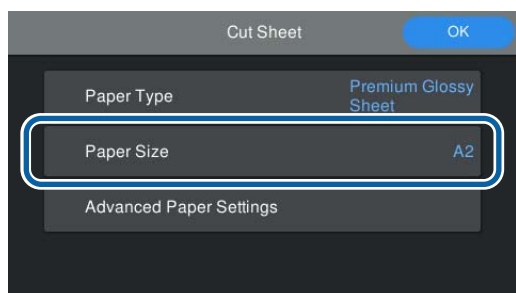 Cut Sheet
OK
Paper Type
Premium Glossy
Sheet
Paper Size
A2
Advanced Paper Settings